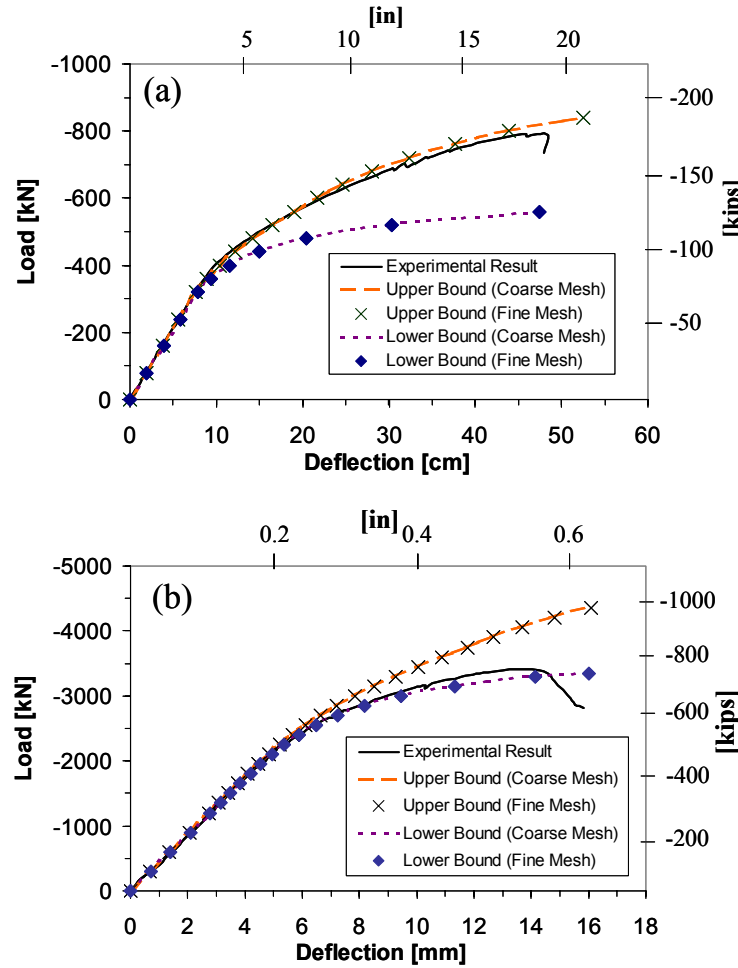 [in]
5 10 15 20
-1000
-800
-600
-400
-200
0
Load [kN]
(a)
-200
-150
-100
-50
[kips]
Experimental Result
Upper Bound (Coarse Mesh)
Upper Bound (Fine Mesh)
Lower Bound (Coarse Mesh)
Lower Bound (Fine Mesh)
0 10 20 30 40 50 60
Deflection [cm]
[in]
0.2 0.4 0.6
-5000
-4000
-3000
-2000
-1000
0
Load [kN]
(b)
-1000
-800
-600
-400
-200
[kips]
Experimental Result
Upper Bound (Coarse Mesh)
Upper Bound (Fine Mesh)
Lower Bound (Coarse Mesh)
Lower Bound (Fine Mesh)
0 2 4 6 8 10 12 14 16 18
Deflection [mm]